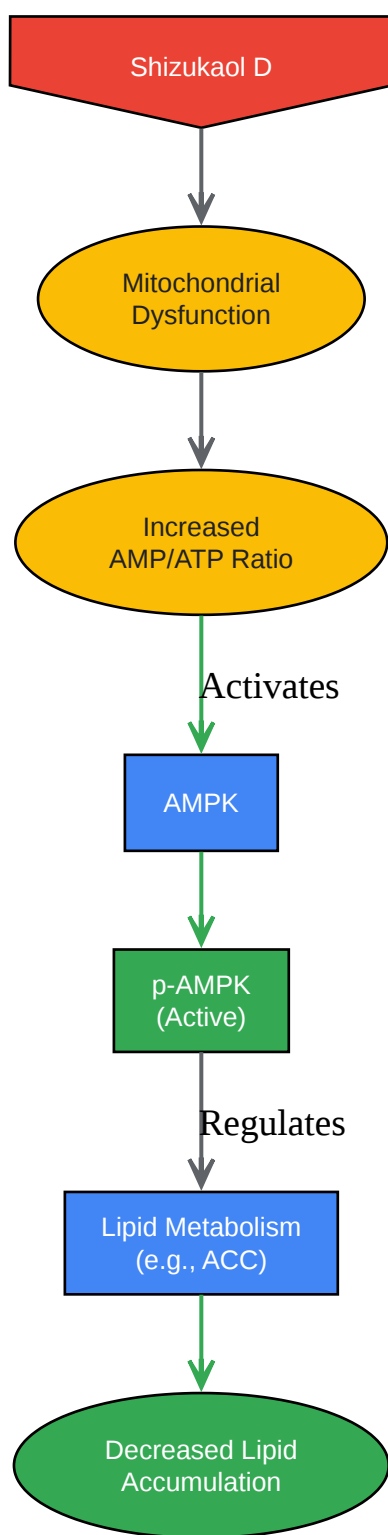 Shizukaol D
Mitochondrial
Dysfunction
Increased
AMP/ATP Ratio
Activates
AMPK
p-AMPK
(Active)
Regulates
Lipid Metabolism
(e.g., ACC)
Decreased Lipid
Accumulation